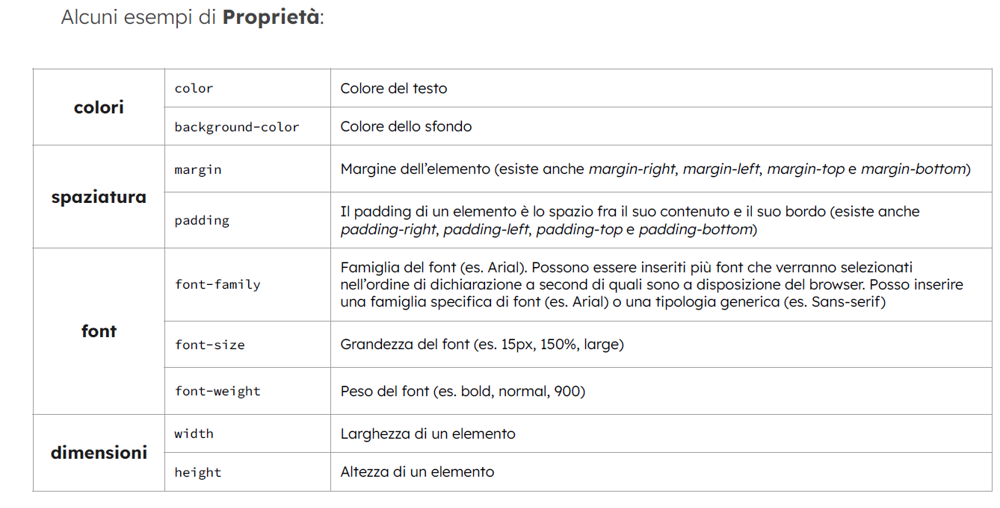 Alcuni esempi di Proprietà:
colori
color
Colore del testo
background-color
Colore dello sfondo
spaziatura
margin
Margine dell'elemento (esiste anche margin-right, margin-left, margin-top e margin-bottom)
padding
Il padding di un elemento è lo spazio fra il suo contenuto e il suo bordo (esiste anche
padding-right, padding-left, padding-top e padding-bottom)
font
font-family
Famiglia del font (es. Arial). Possono essere inseriti più font che verranno selezionati
nell'ordine di dichiarazione a second di quali sono a disposizione del browser. Posso inserire
una famiglia specifica di font (es. Arial) o una tipologia generica (es. Sans-serif)
font-size
Grandezza del font (es. 15px, 150%, large)
font-weight
Peso del font (es. bold, normal, 900)
dimensioni
width
Larghezza di un elemento
height
Altezza di un elemento